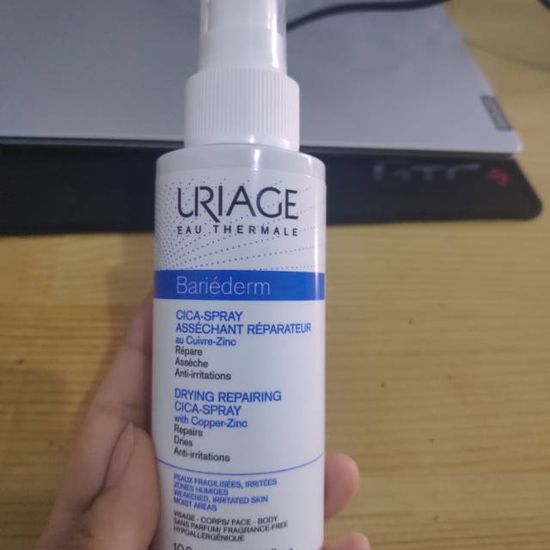 URIAGE
EAU THERMALE
Bariéderm
CICA-SPRAY
ASSÉCHANT RÉPARATEUR
au Cuivre-Zinc
Répare
Assèche
Anti-irritations
DRYING REPAIRING
CICA-SPRAY
with Copper-Zinc
Repairs
Dries
Anti-irritations
PEAUX FRAGILISÉES, IRRITÉES
ZONES HUMIDES
WEAKENED, IRRITATED SKIN
MOIST AREAS
VISAGE - CORPS / FACE - BODY
SANS PARFUM / FRAGRANCE-FREE
HYPOALLERGÉNIQUE